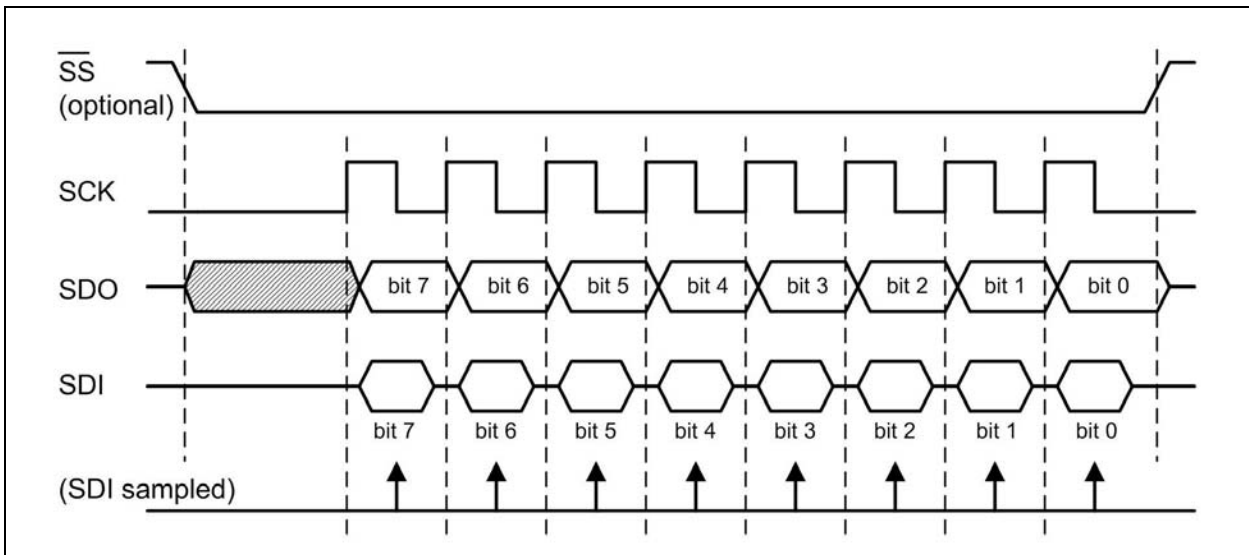 SS
(optional)
SCK
SDO
bit 7 bit 6 bit 5 bit 4 bit 3 bit 2 bit 1 bit 0
SDI
bit 7 bit 6 bit 5 bit 4 bit 3 bit 2 bit 1 bit 0
(SDI sampled)